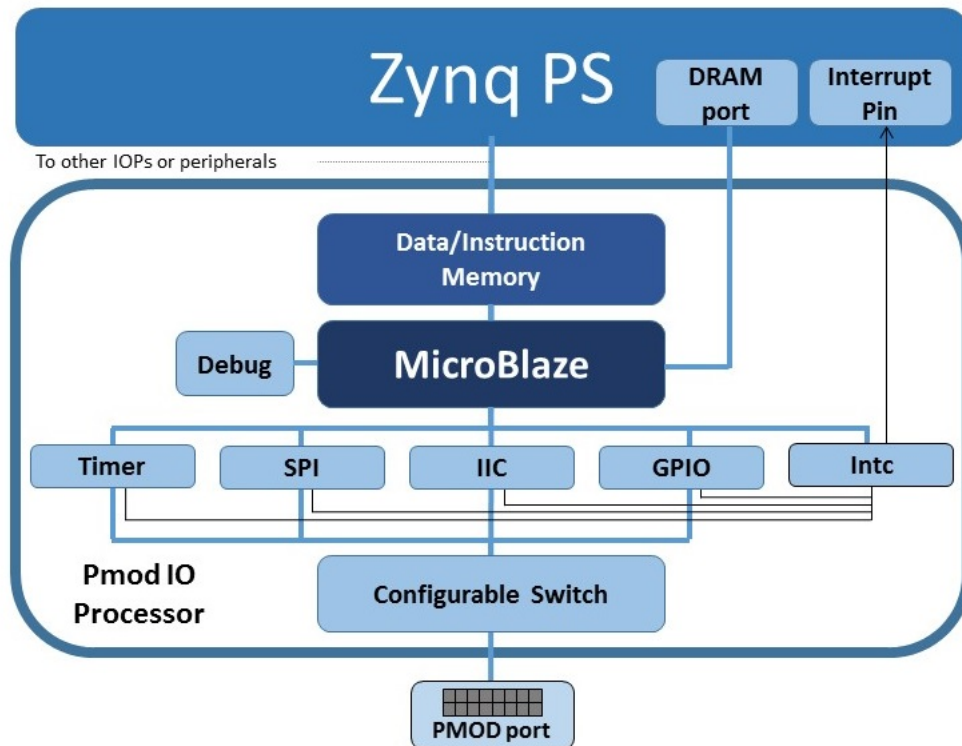 Zynq PS
DRAM
port
Interrupt
Pin
To other IOPs or peripherals
Data/Instruction
Memory
Debug
MicroBlaze
Timer
SPI
IIC
GPIO
Intc
Pmod IO
Processor
Configurable Switch
PMOD port